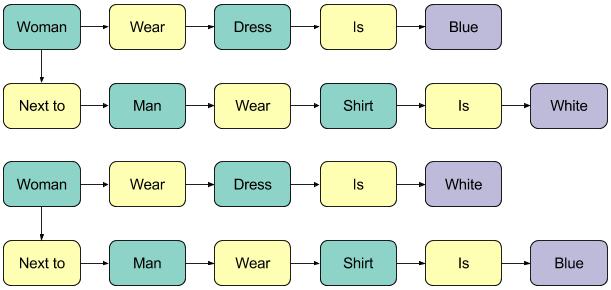 Woman Wear Dress Is Blue
Next to Man Wear Shirt Is White
Woman Wear Dress Is White
Next to Man Wear Shirt Is Blue